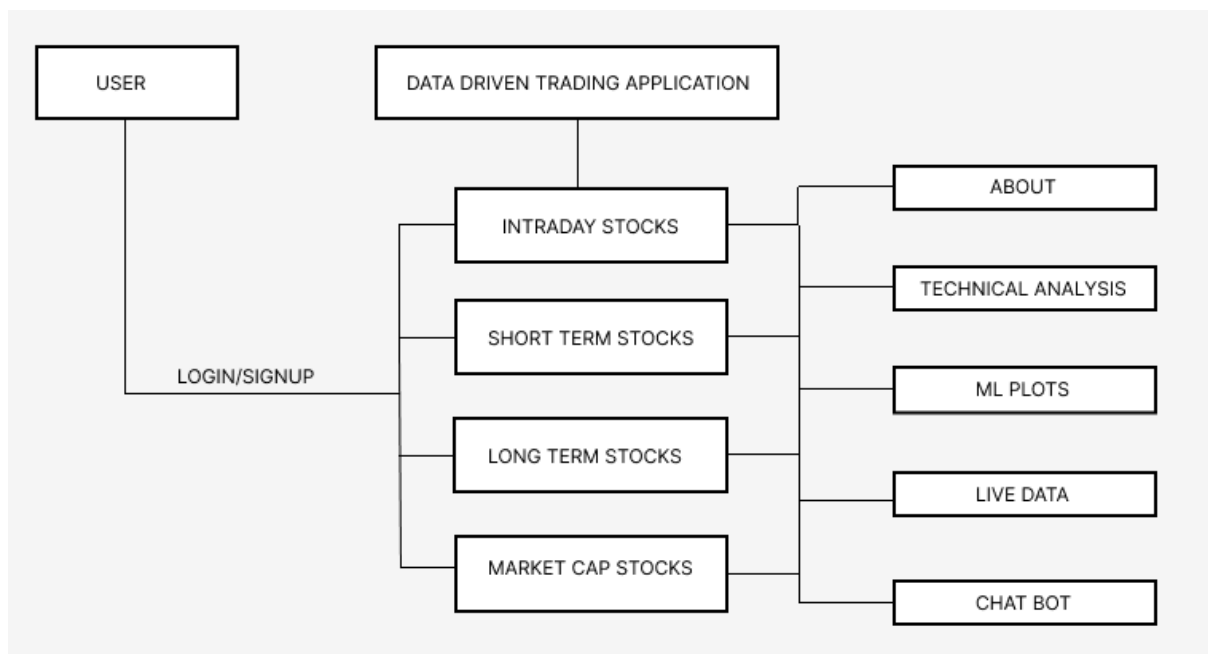 USER
DATA DRIVEN TRADING APPLICATION
ABOUT
INTRADAY STOCKS
TECHNICAL ANALYSIS
SHORT TERM STOCKS
LOGIN/SIGNUP
ML PLOTS
LONG TERM STOCKS
LIVE DATA
MARKET CAP STOCKS
CHAT BOT